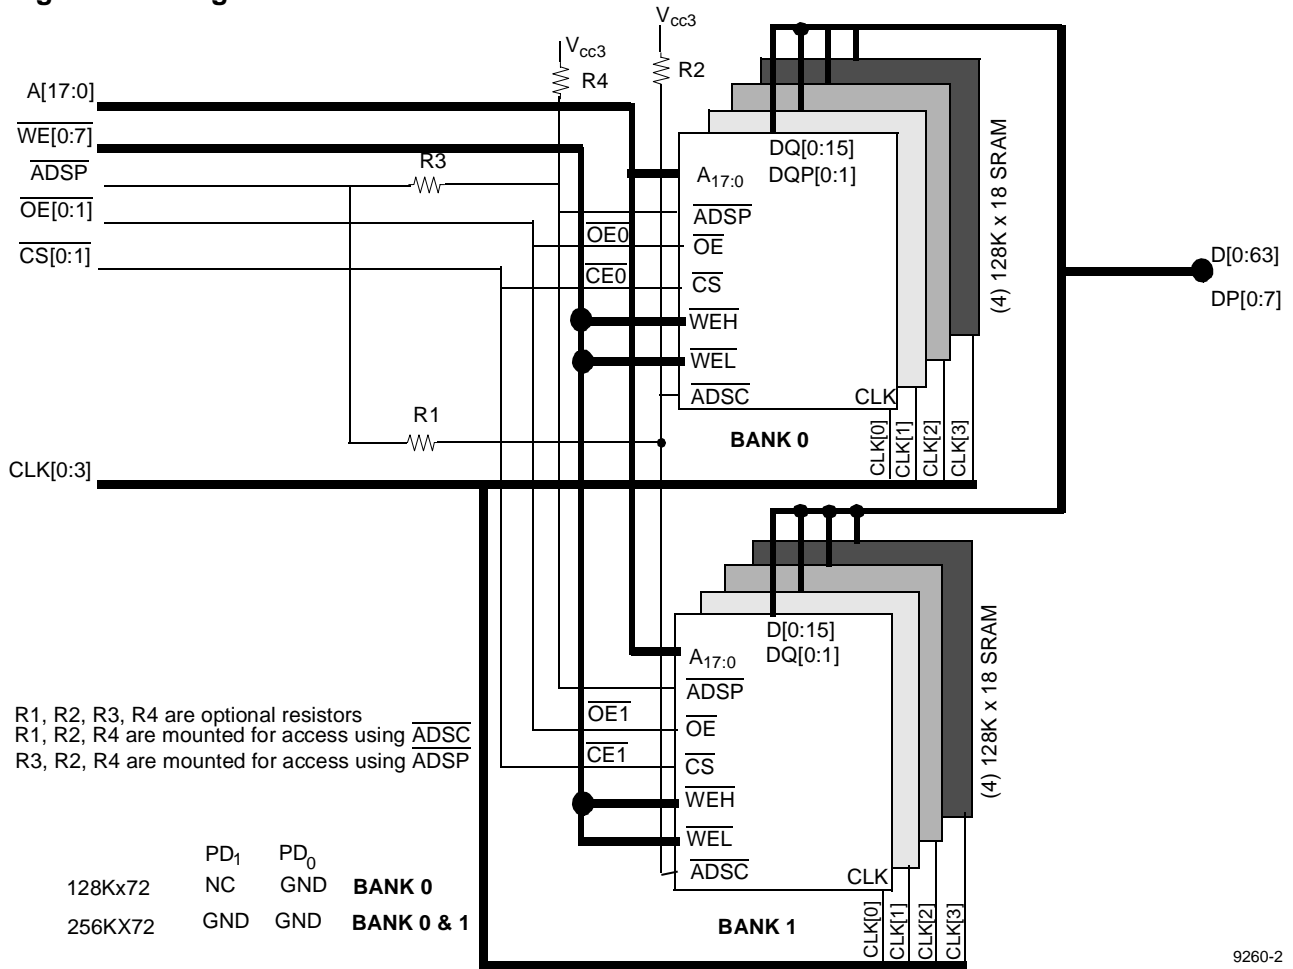 Vcc3
Vcc3
R4
R2
A[17:0]
WE[0:7]
ADSP
R3
OE[0:1]
CS[0:1]
DQ[0:15]
DQP[0:1]
A17:0
ADSP
OE0
OE
CE0
CS
WEH
WEL
ADSC
CLK
(4) 128K x 18 SRAM
D[0:63]
DP[0:7]
R1
BANK 0
CLK[0]
CLK[1]
CLK[2]
CLK[3]
CLK[0:3]
D[0:15]
DQ[0:1]
A17:0
ADSP
OE1
OE
CE1
CS
WEH
WEL
ADSC
CLK
(4) 128K x 18 SRAM
BANK 1
CLK[0]
CLK[1]
CLK[2]
CLK[3]
R1, R2, R3, R4 are optional resistors
R1, R2, R4 are mounted for access using ADSC
R3, R2, R4 are mounted for access using ADSP
PD1 PD0
128Kx72 NC GND BANK 0
256KX72 GND GND BANK 0 & 1
9260-2